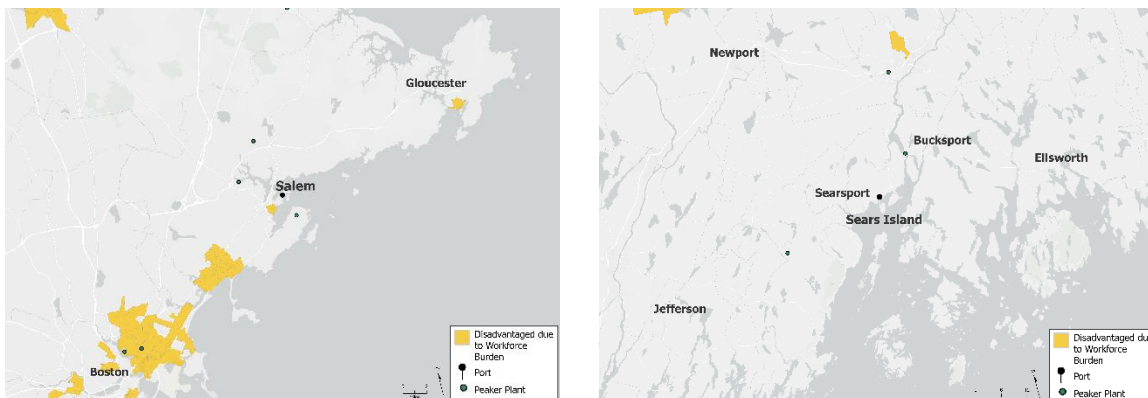 Gloucester
Salem
Boston
Disadvantaged due
to Workforce
Burden
Port
Peaker Plant
Newport
Bucksport
Ellsworth
Searsport
Sears Island
Jefferson
Disadvantaged du
to Workforce
Burden
Port
Peaker Plant